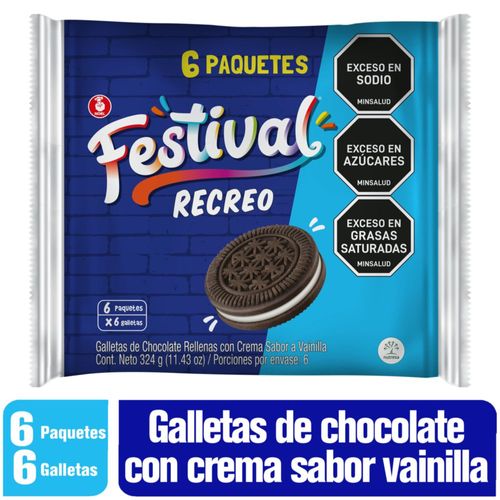 6 PAQUETES
EXCESO EN
SODIO
MINSALUD
NOEL
Festival
RECREO
EXCESO EN
AZÚCARES
MINSALUD
EXCESO EN
GRASAS
SATURADAS
MINSALUD
6 Paquetes
x 6 galletas
Galletas de Chocolate Rellenas con Crema Sabor a Vainilla
Cont. Neto 324 g (11.43 oz) / Porciones por envase 6
nutresa
6 Paquetes
6 Galletas
Galletas de chocolate
con crema sabor vainilla